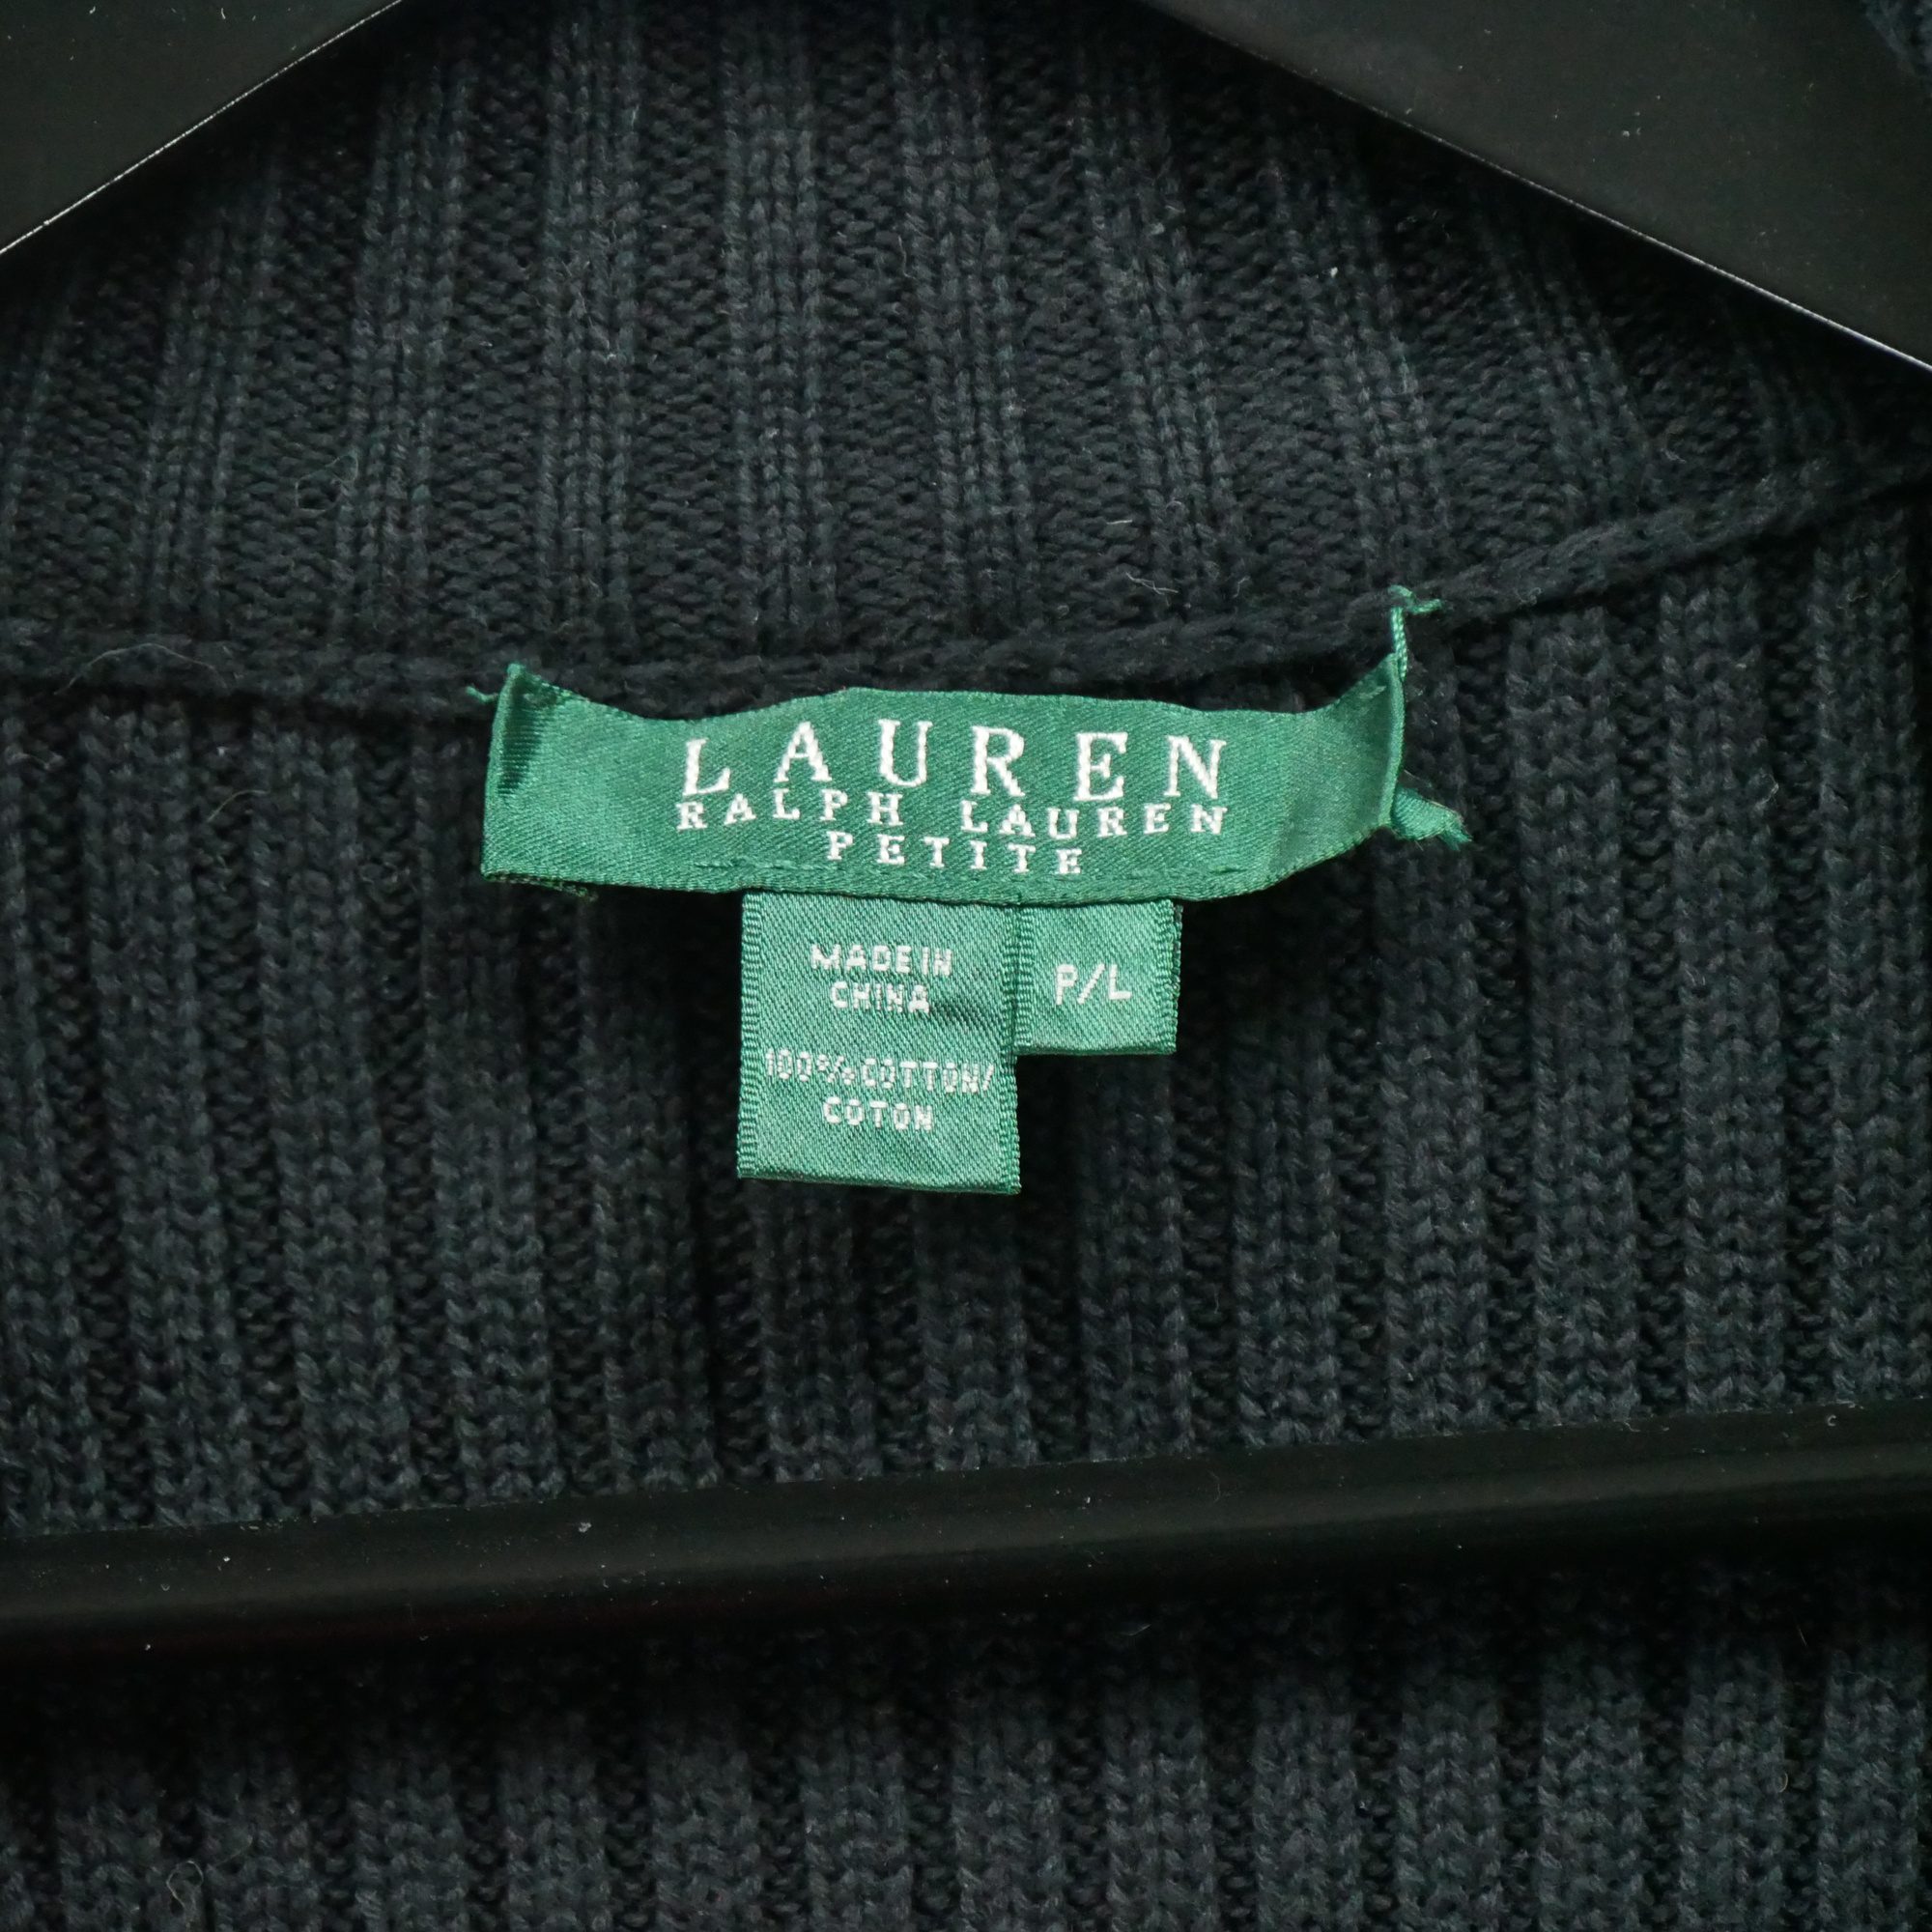 LAUREN
RALPH LAUREN
PETITE
MADE IN
CHINA
P/L
100% COTTON/
COTON